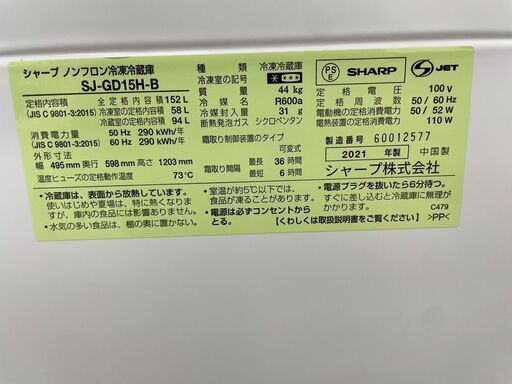 シャープ ノンフロン冷凍冷蔵庫
SJ-GD15H-B
定格内容積 全定格内容積 152 L
(JIS C 9801-3:2015) 冷凍室の定格内容積 58 L
冷蔵室の定格内容積 94 L
消費電力量 50 Hz 290 kWh/年
(JIS C 9801-3:2015) 60 Hz 290 kWh/年
外形寸法
幅 495 mm 奥行 598 mm 高さ 1203 mm
温度ヒューズの定格動作温度 73℃
種類 冷凍冷蔵庫
冷凍室の記号
質量 44 kg
冷媒 R600a
冷媒量 31 g
断熱発泡ガス シクロペンタン
霜取り制御装置のタイプ
可変式
霜取り間隔 最長 36 時間
最短 6 時間
PS
E
SHARP
JET
定格電圧 100 V
定格周波数 50 / 60 Hz
電動機の定格消費電力 50 / 52 W
電熱装置の定格消費電力 110 W
製造番号 60012577
2021 年製 中国製
シャープ株式会社
・冷蔵庫は、表面から放熱しています。
使いはじめや夏場は、特に熱くなりま
すが、庫内の食品には影響ありません。
・水気の多い食品は、棚の奥に置かない。
・室温が約5℃以下では、
食品が凍ることがあります。
・電源は必ずコンセントから
とる。
・電源プラグを抜いたら6分待つ。
すぐに差し込むと冷蔵庫に無理が
かかります。
【くわしくは取扱説明書をご覧ください】
C479
>PP<